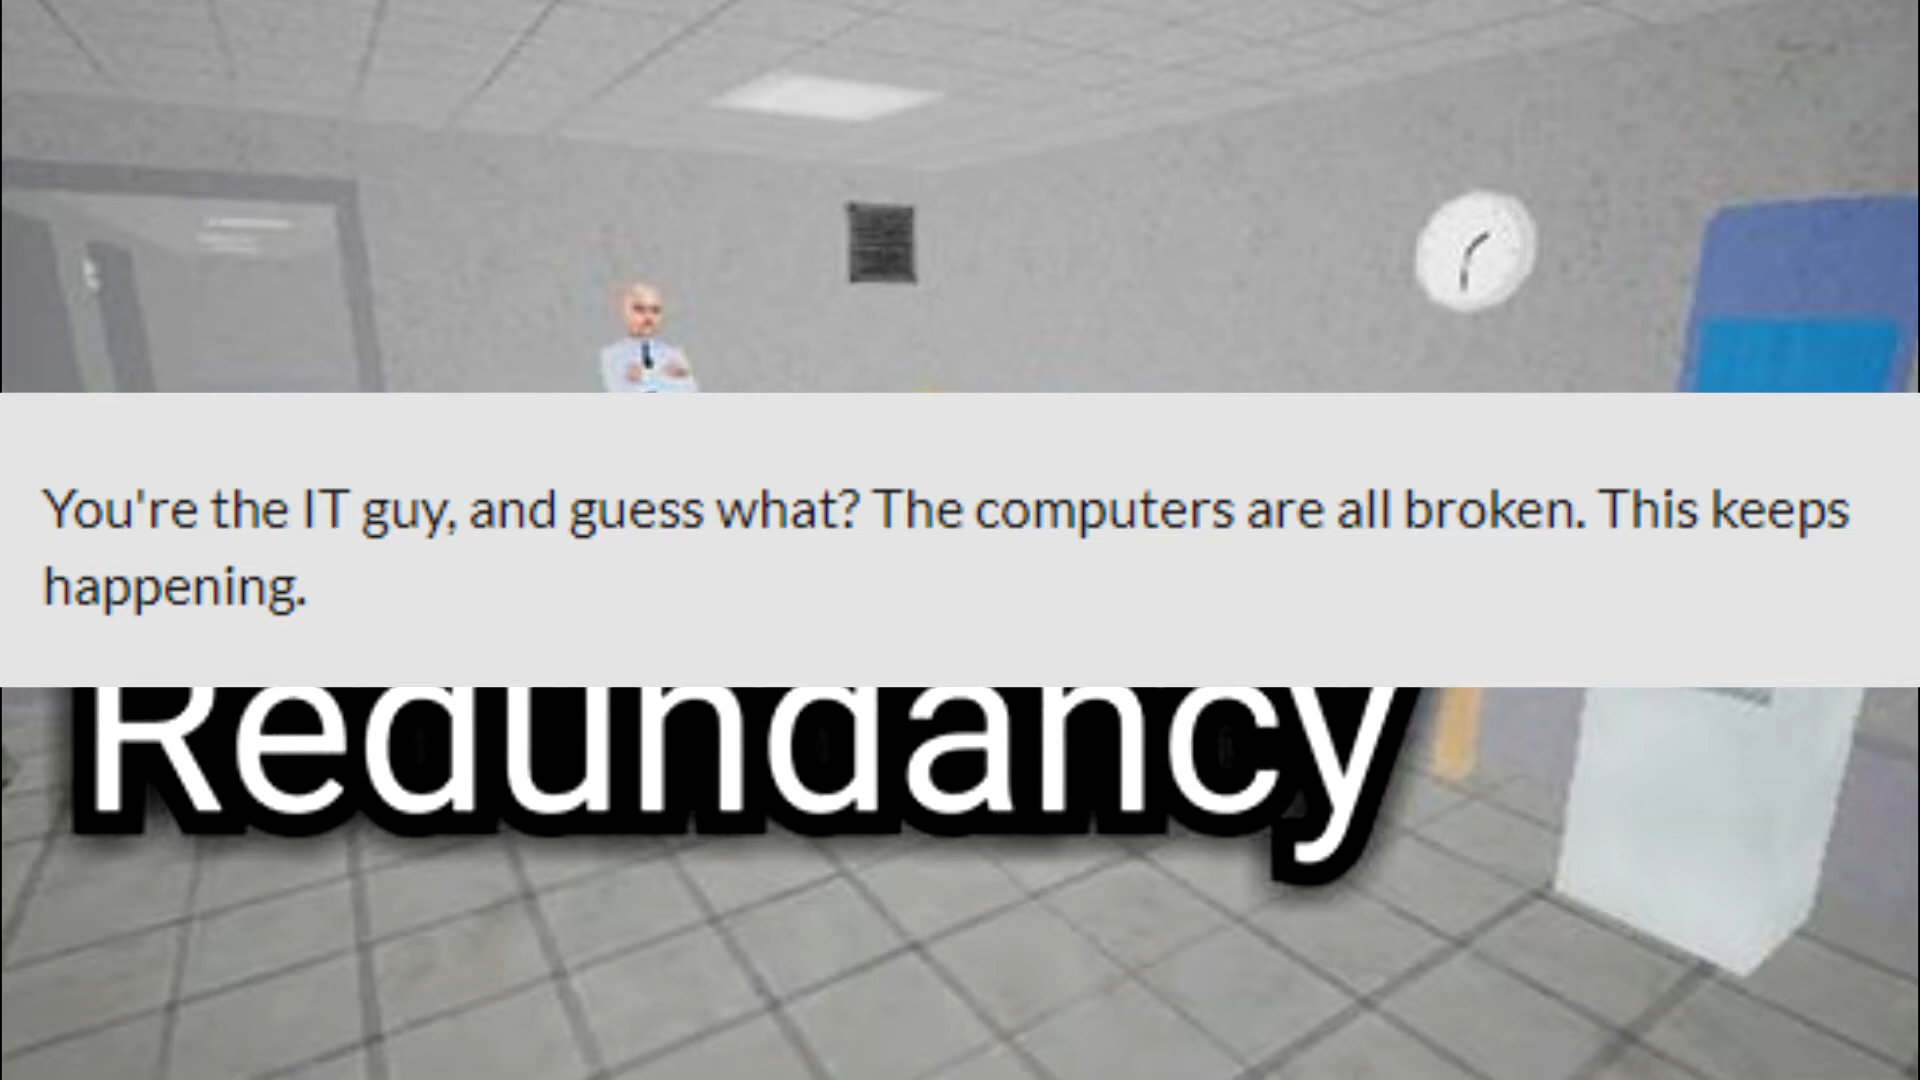 You're the IT guy, and guess what? The computers are all broken. This keeps
happening.
Redundancy